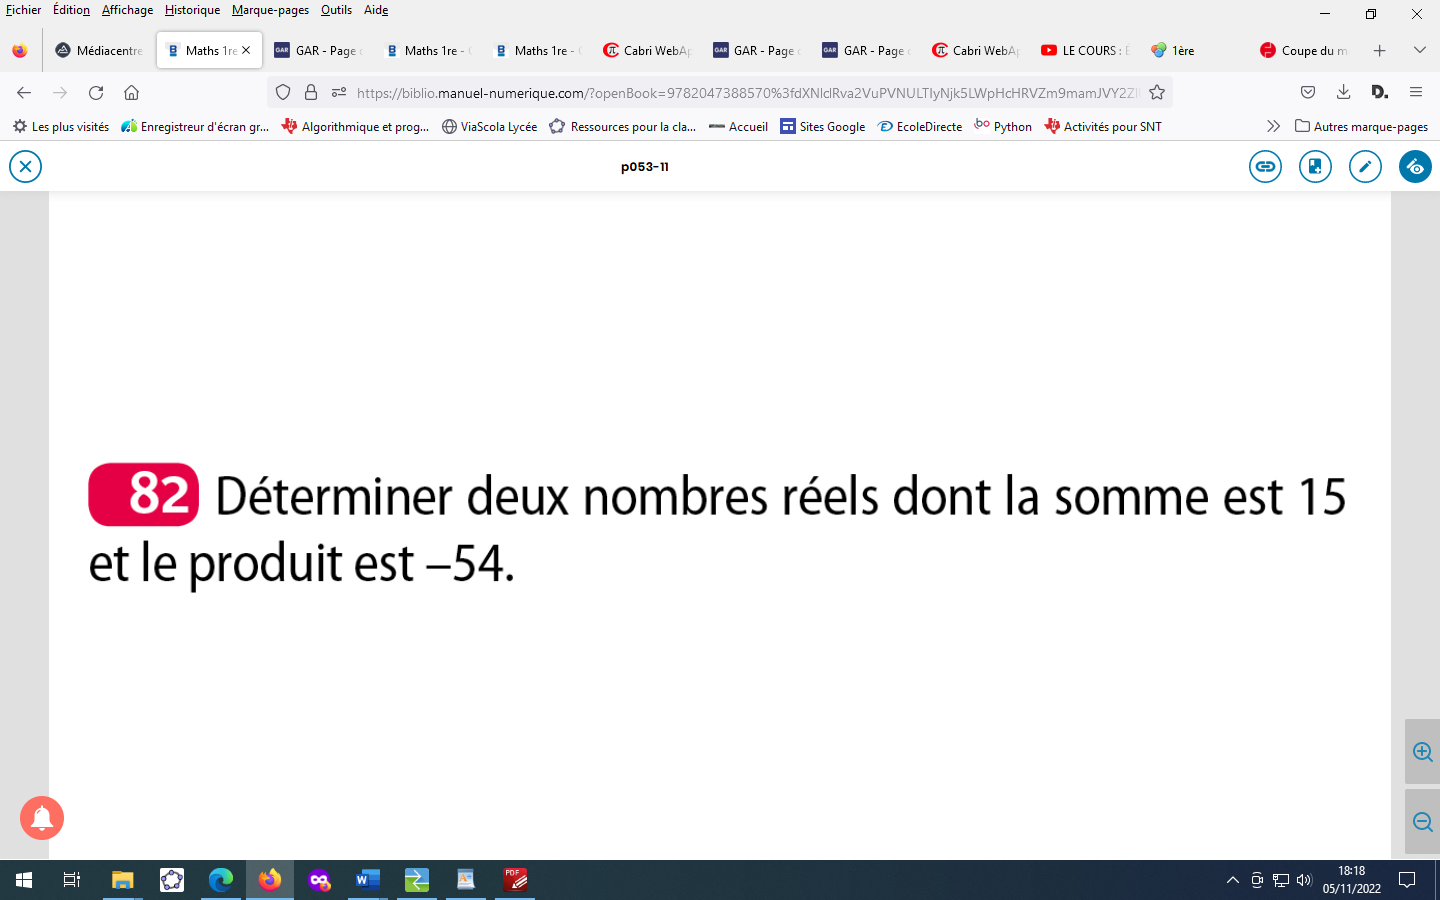 Fichier Édition Affichage Historique Marque-pages Outils Aide
Médiacentre Maths 1re GAR - Page Maths 1re - Maths 1re - Cabri WebAp GAR - Page GAR - Page Cabri WebAp LE COURS : 1ère Coupe du m
https://biblio.manuel-numerique.com/?openBook=9782047388570%3fdXNlclRva2VuPVNULTIyNjk5LWpHcHRVZm9mamJVY2Zl
Les plus visités Enregistreur d'écran gr... Algorithmique et prog... ViaScola Lycée Ressources pour la cla... Accueil Sites Google EcoleDirecte Python Activités pour SNT Autres marque-pages
p053-11
82 Déterminer deux nombres réels dont la somme est 15
et le produit est –54.
18:18
05/11/2022